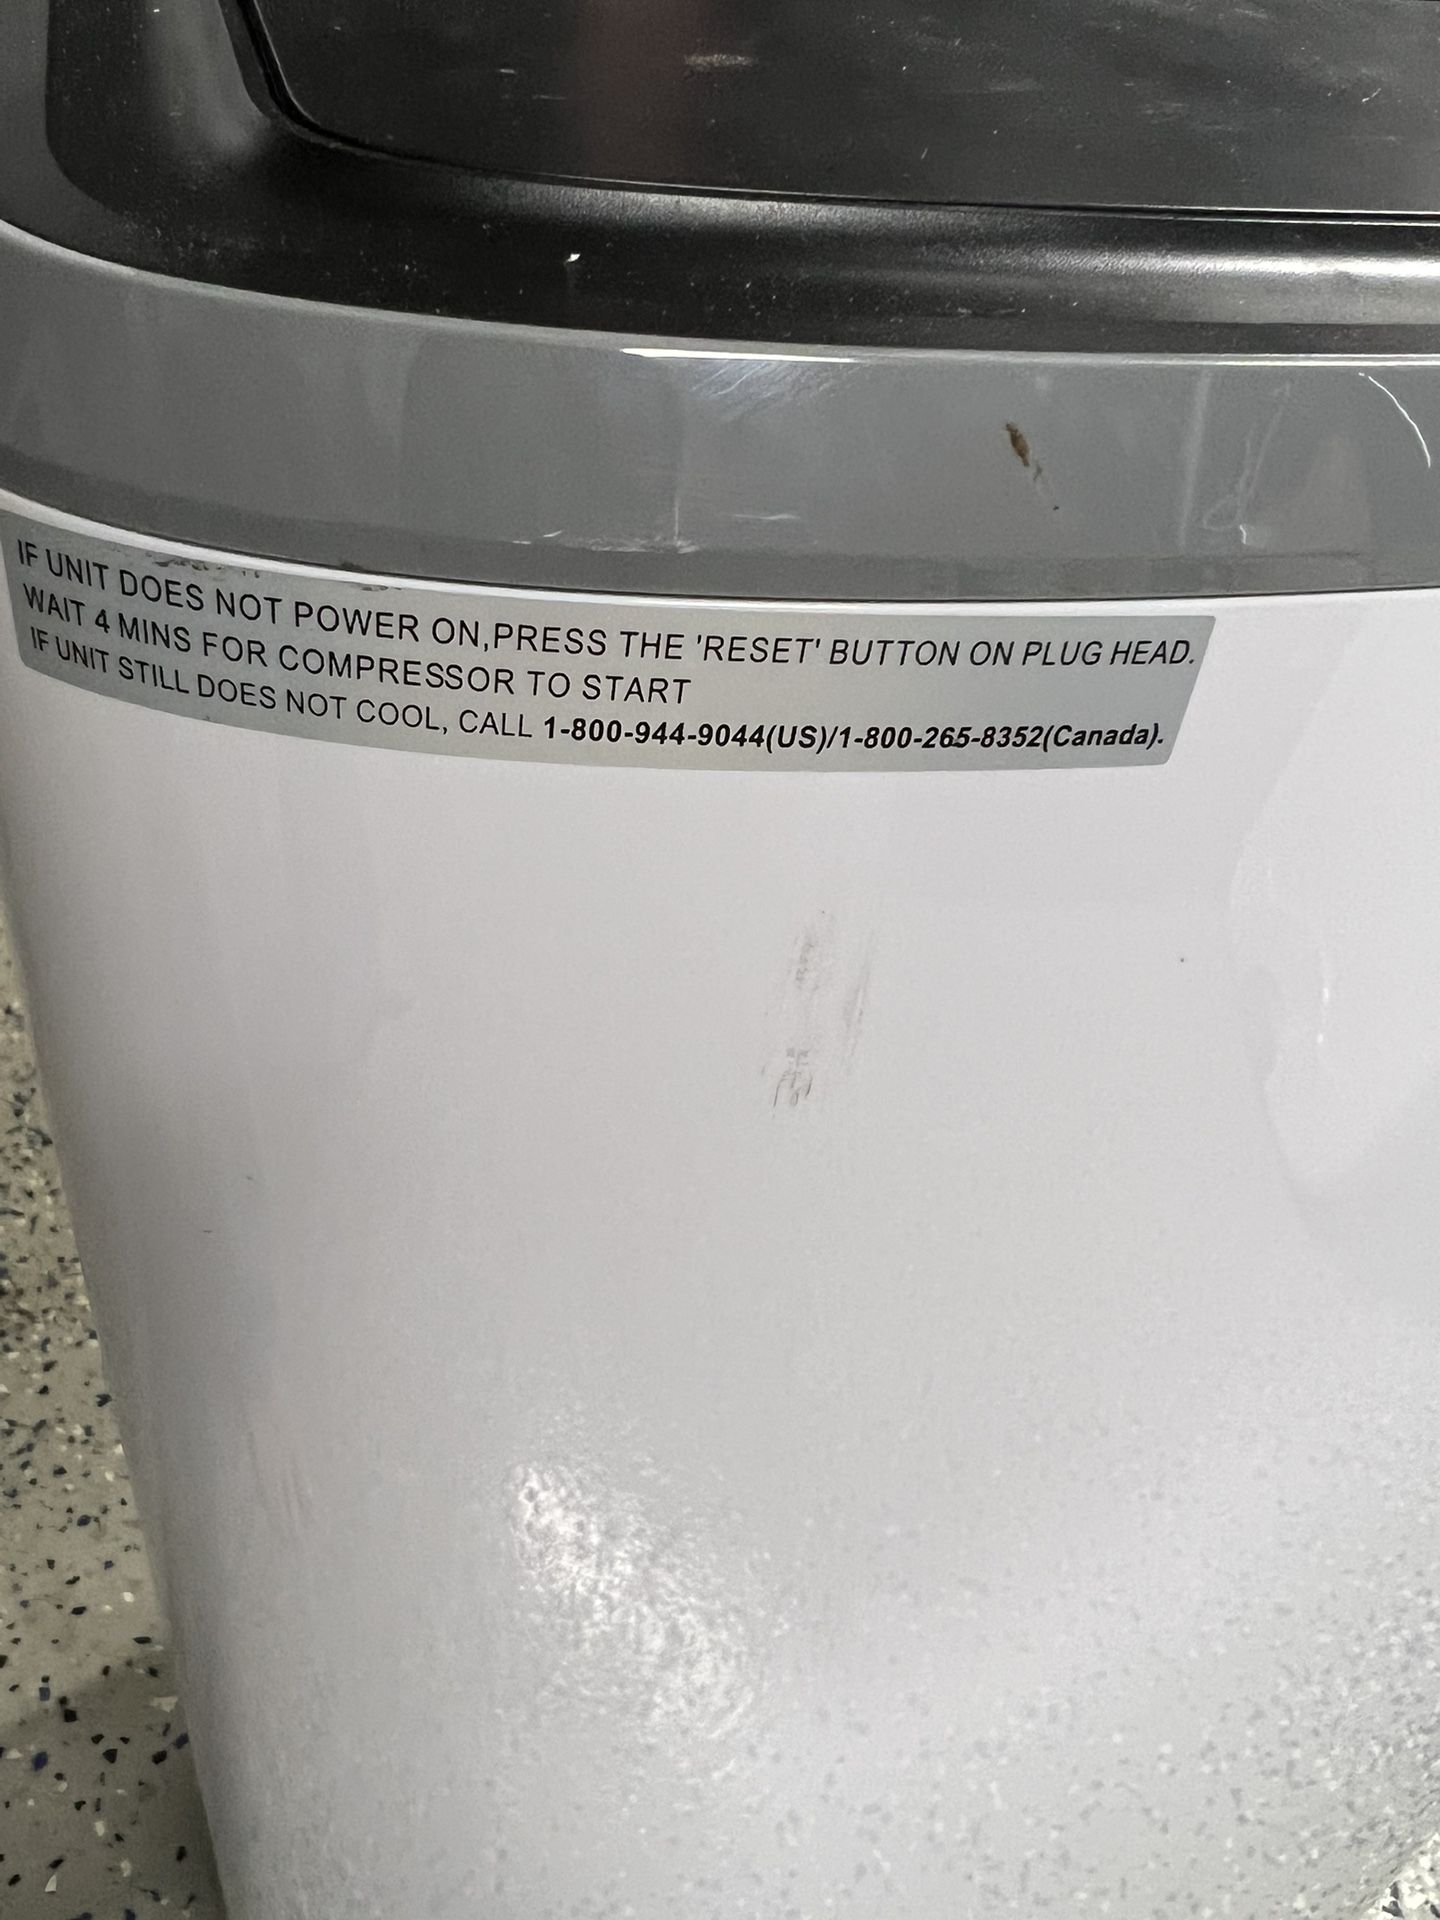 IF UNIT DOES NOT POWER ON,PRESS THE 'RESET' BUTTON ON PLUG HEAD.
WAIT 4 MINS FOR COMPRESSOR TO START
IF UNIT STILL DOES NOT COOL, CALL 1-800-944-9044(US)/1-800-265-8352(Canada).